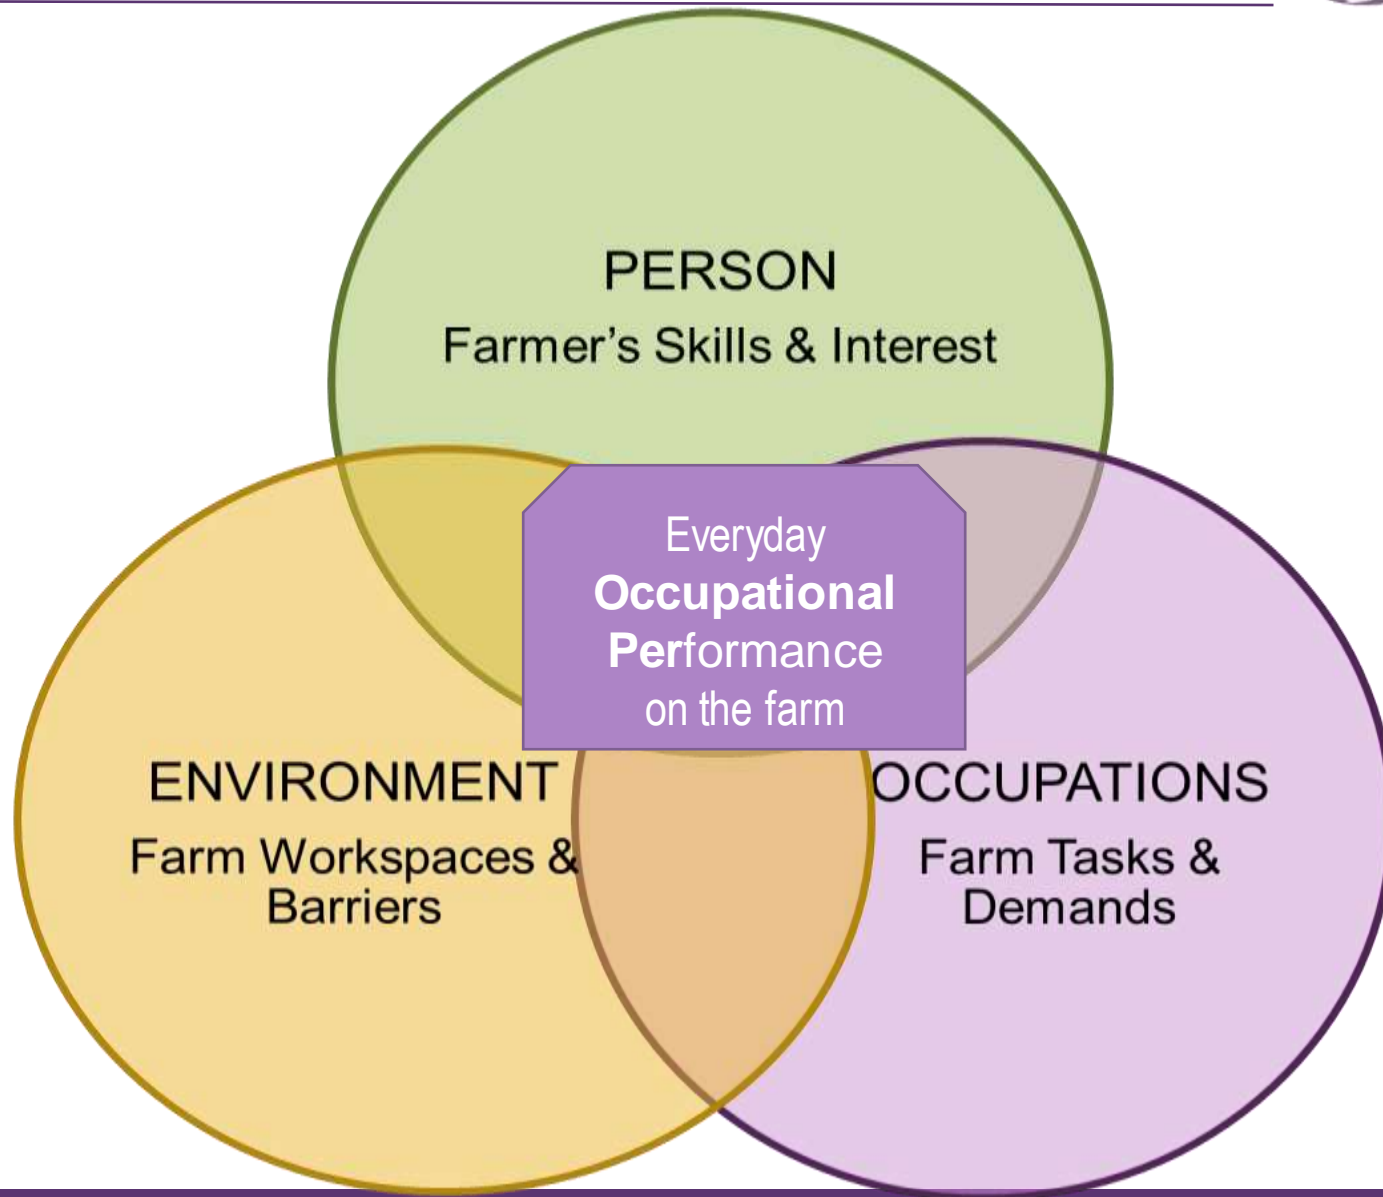 PERSON
Farmer’s Skills & Interest
Everyday
Occupational
Performance
on the farm
ENVIRONMENT
Farm Workspaces &
Barriers
OCCUPATIONS
Farm Tasks &
Demands